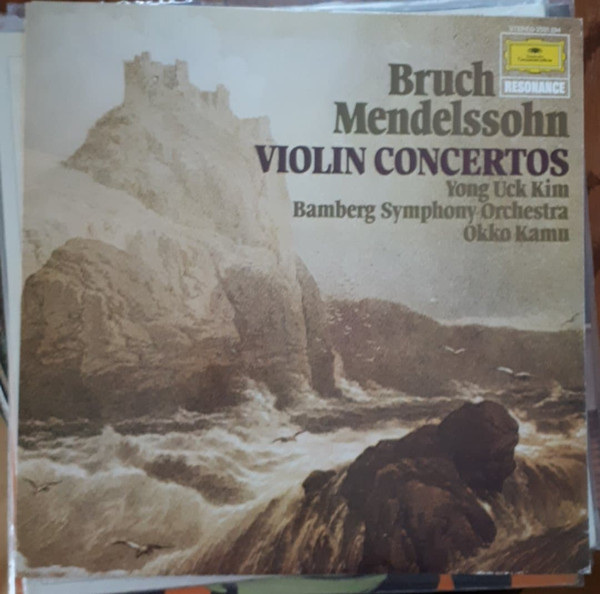 Bruch
Mendelssohn
VIOLIN CONCERTOS
Yong Uck Kim
Bamberg Symphony Orchestra
Okko Kamu
RESONANCE